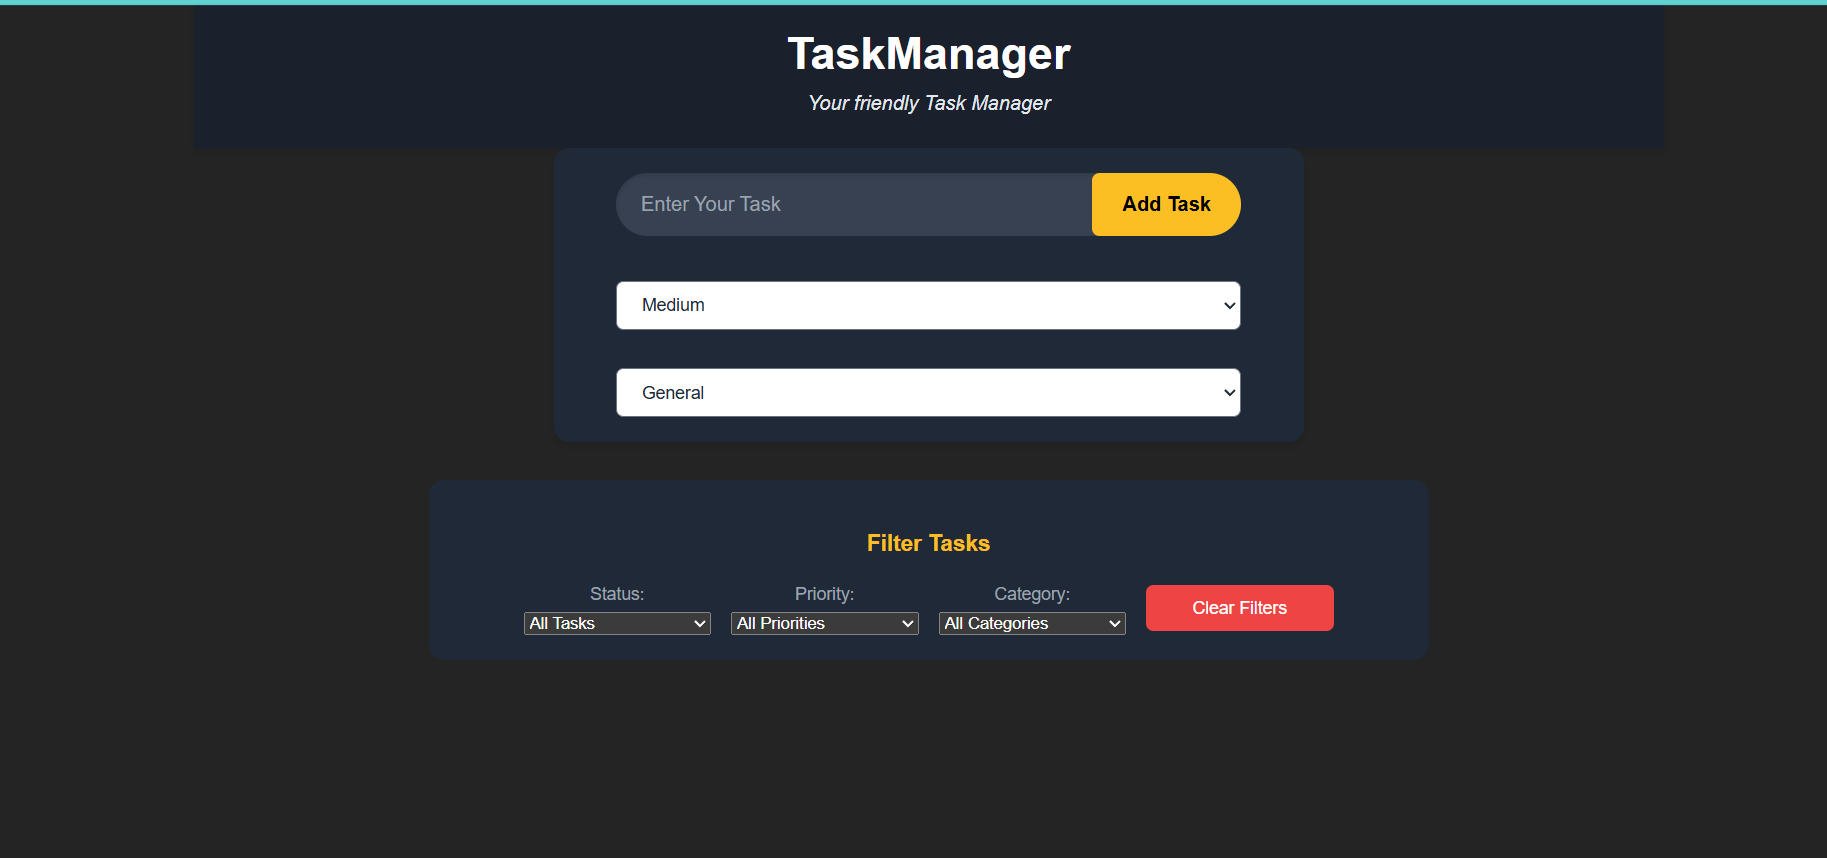 TaskManager
Your friendly Task Manager
Enter Your Task
Add Task
Medium
General
Filter Tasks
Status:
Priority:
Category:
Clear Filters
All Tasks
All Priorities
All Categories